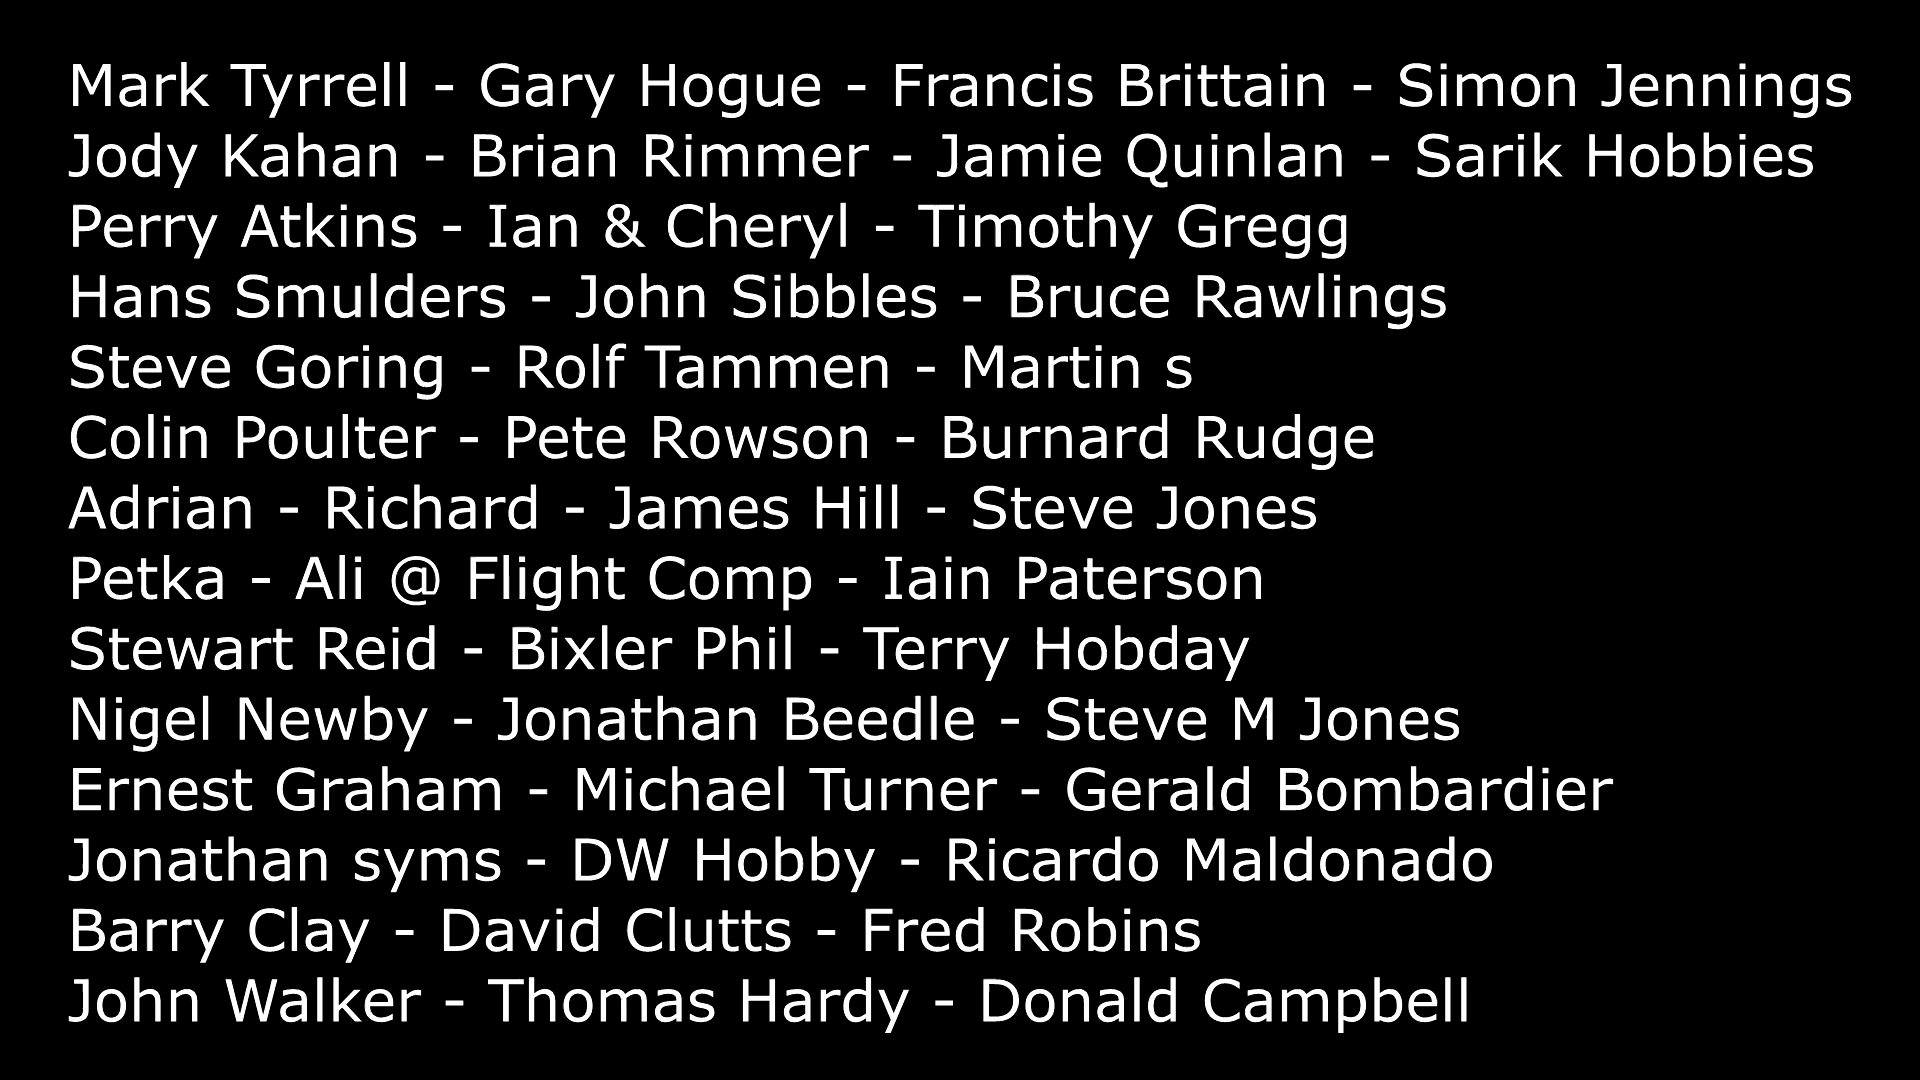 Mark Tyrrell - Gary Hogue - Francis Brittain - Simon Jennings
Jody Kahan - Brian Rimmer - Jamie Quinlan - Sarik Hobbies
Perry Atkins - Ian & Cheryl - Timothy Gregg
Hans Smulders - John Sibbles - Bruce Rawlings
Steve Goring - Rolf Tammen - Martin s
Colin Poulter - Pete Rowson - Burnard Rudge
Adrian - Richard - James Hill - Steve Jones
Petka - Ali @ Flight Comp - Iain Paterson
Stewart Reid - Bixler Phil - Terry Hobday
Nigel Newby - Jonathan Beedle - Steve M Jones
Ernest Graham - Michael Turner - Gerald Bombardier
Jonathan syms - DW Hobby - Ricardo Maldonado
Barry Clay - David Clutts - Fred Robins
John Walker - Thomas Hardy - Donald Campbell